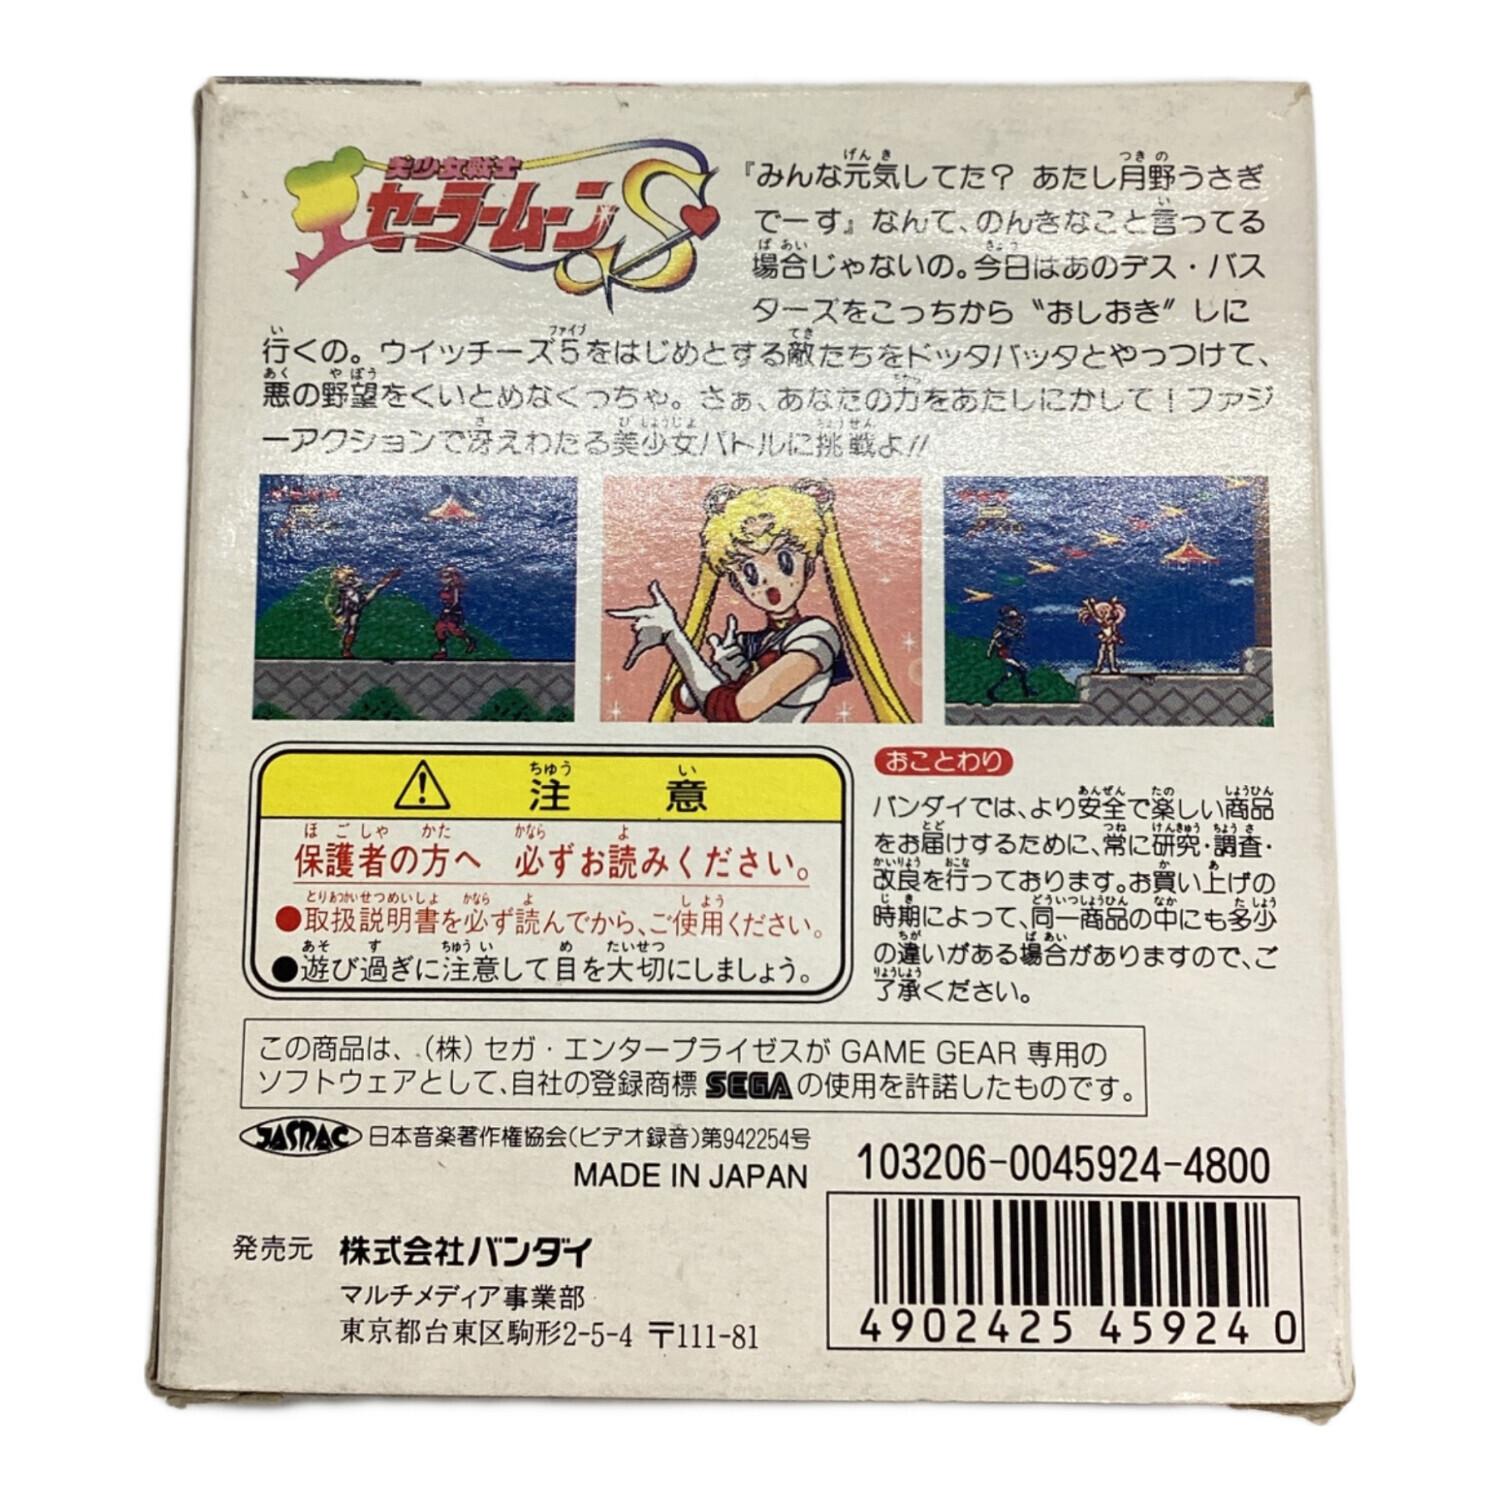 美少女戦士
セーラームーンS
『みんな元気してた? あたし月野うさぎ
でーす』なんて、のんきなこと言ってる
場合じゃないの。今日はあのデス・バス
ターズをこっちから〝おしおき〟しに
行くの。ウイッチーズ5をはじめとする敵たちをドッタバッタとやっつけて、
悪の野望をくいとめなくっちゃ。さぁ、あなたの力をあたしにかして!ファジ
ーアクションで冴えわたる美少女バトルに挑戦よ!!
注意
保護者の方へ 必ずお読みください。
●取扱説明書を必ず読んでから、ご使用ください。
●遊び過ぎに注意して目を大切にしましょう。
おことわり
バンダイでは、より安全で楽しい商品
をお届けするために、常に研究・調査・
改良を行っております。お買い上げの
時期によって、同一商品の中にも多少
の違いがある場合がありますので、ご
了承ください。
この商品は、(株)セガ・エンタープライゼスが GAME GEAR 専用の
ソフトウェアとして、自社の登録商標 SEGA の使用を許諾したものです。
JASRAC 日本音楽著作権協会(ビデオ録音)第942254号
MADE IN JAPAN
103206-0045924-4800
発売元 株式会社バンダイ
マルチメディア事業部
東京都台東区駒形2-5-4 〒111-81
4902425 459240